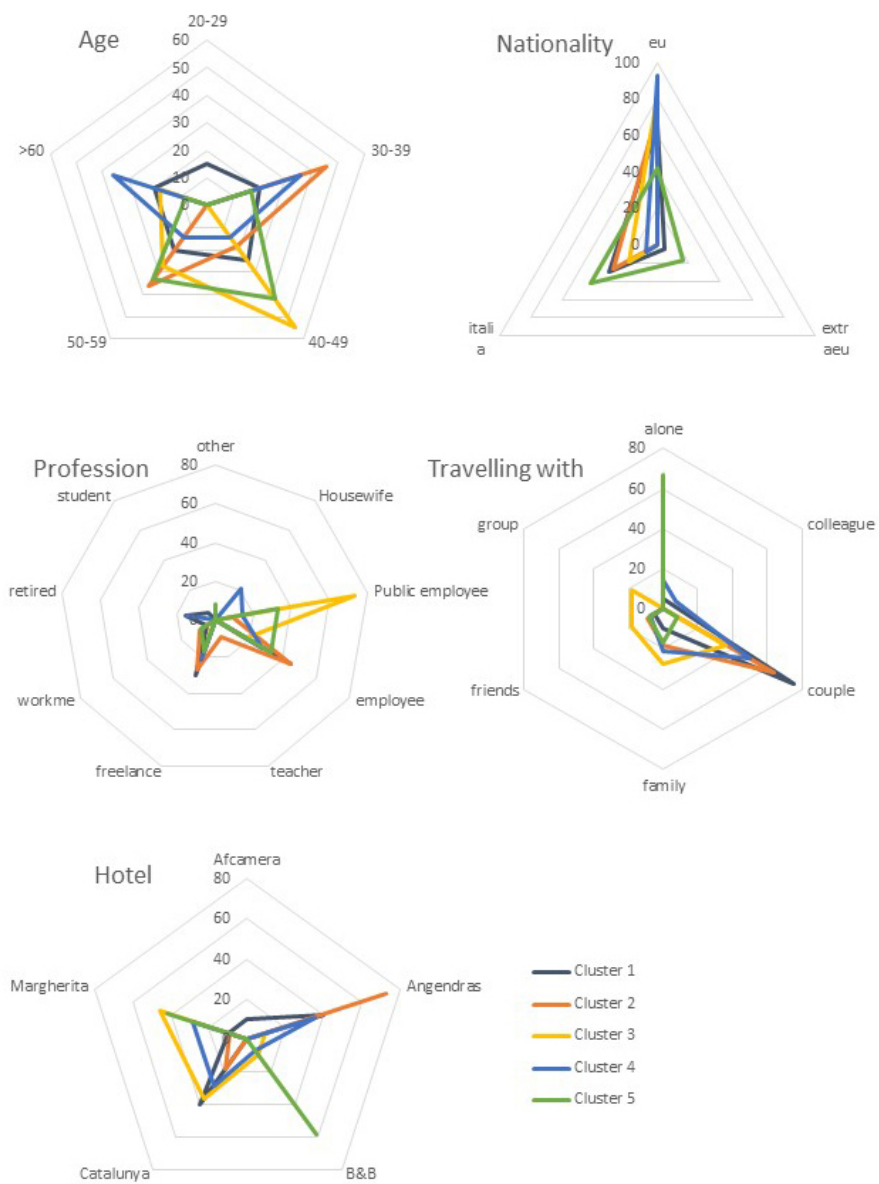 Age
20-29
60
50
40
30
20
10
0
>60
30-39
50-59
40-49
Nationality
eu
100
80
60
40
20
0
itali
a
extr
aeu
Profession
other
80
60
40
20
0
student
Housewife
retired
Public employee
workme
employee
freelance
teacher
Travelling with
alone
80
60
40
20
0
group
colleague
friends
couple
family
Hotel
Afcamera
80
60
40
20
Margherita
Angendras
Catalunya
B&B
Cluster 1
Cluster 2
Cluster 3
Cluster 4
Cluster 5